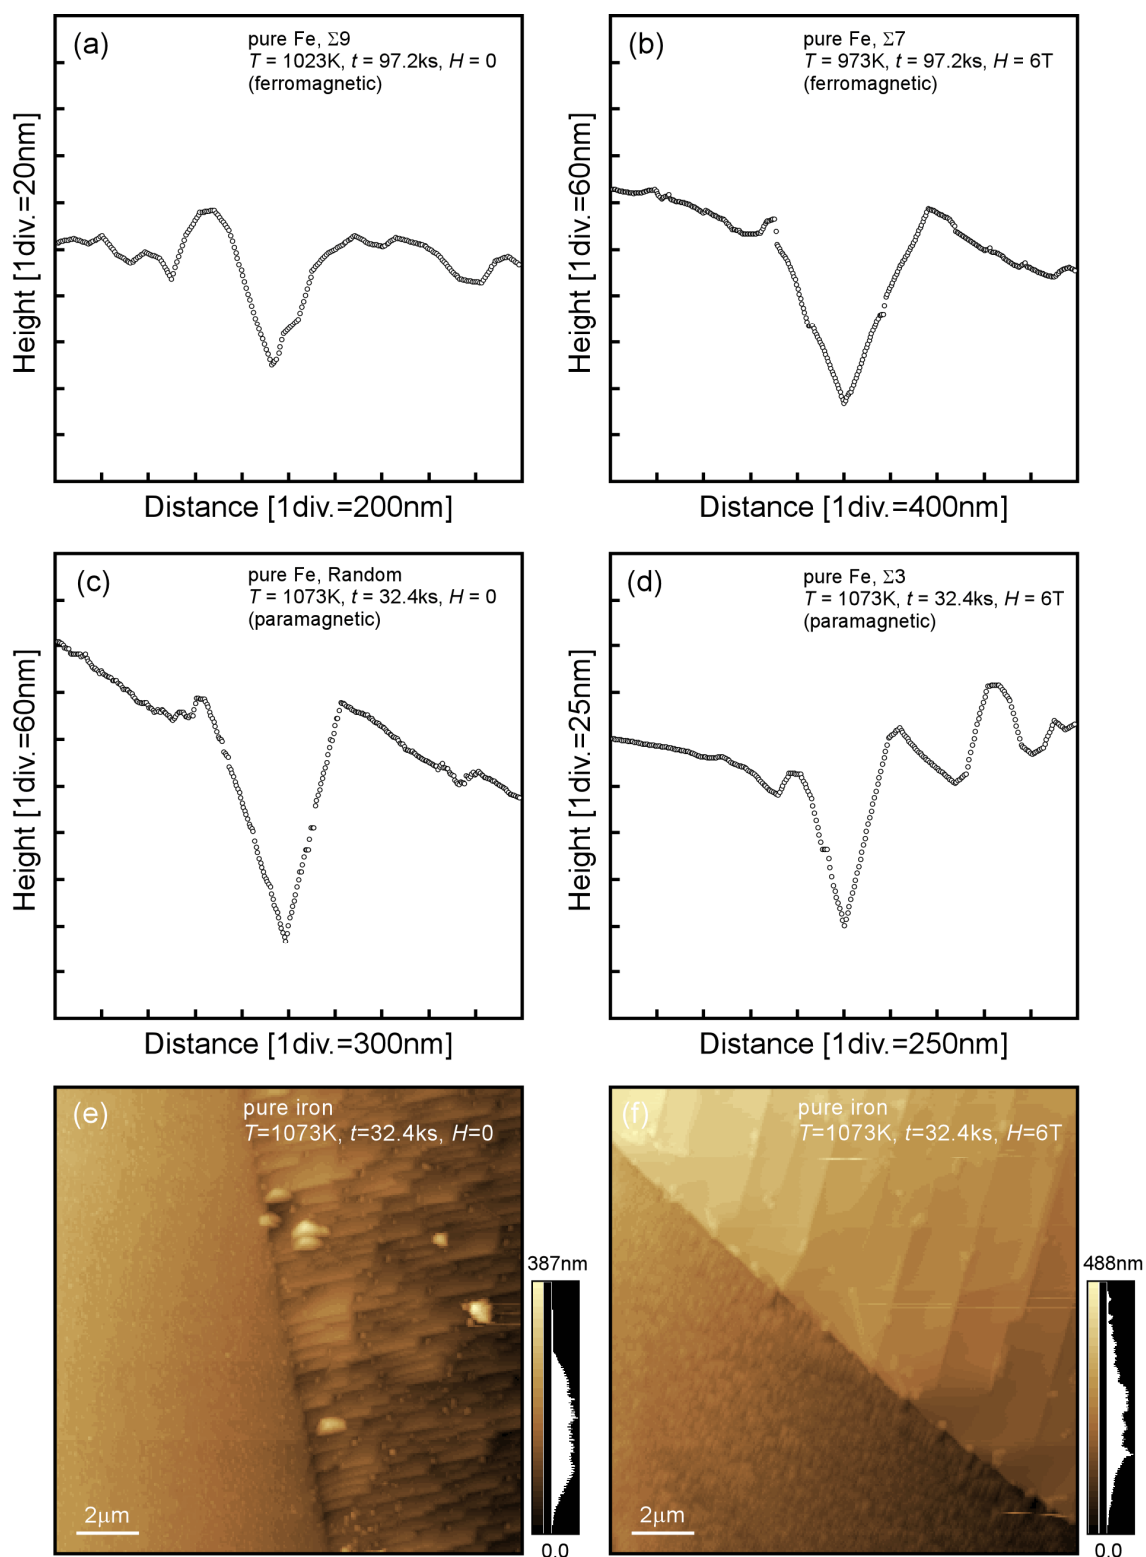 (a)
pure Fe, Σ9
T = 1023K, t = 97.2ks, H = 0
(ferromagnetic)
Height [1div.=20nm]
Distance [1div.=200nm]
(b)
pure Fe, Σ7
T = 973K, t = 97.2ks, H = 6T
(ferromagnetic)
Height [1div.=60nm]
Distance [1div.=400nm]
(c)
pure Fe, Random
T = 1073K, t = 32.4ks, H = 0
(paramagnetic)
Height [1div.=60nm]
Distance [1div.=300nm]
(d)
pure Fe, Σ3
T = 1073K, t = 32.4ks, H = 6T
(paramagnetic)
Height [1div.=25nm]
Distance [1div.=250nm]
(e)
pure iron
T=1073K, t=32.4ks, H=0
2μm
387nm
0.0
(f)
pure iron
T=1073K, t=32.4ks, H=6T
2μm
488nm
0.0